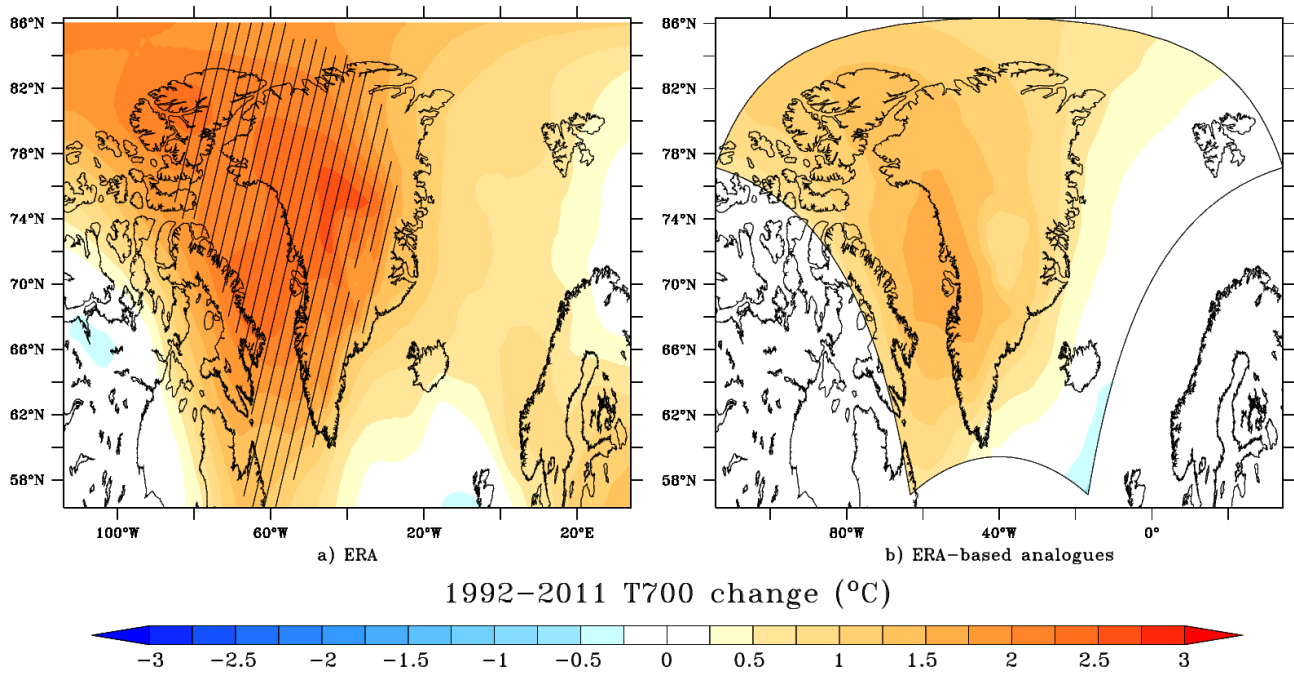 86°N
86°N
82°N
82°N
78°N
78°N
74°N
74°N
70°N
70°N
66°N
66°N
62°N
62°N
58°N
58°N
100°W 60°W 20°W 20°E
80°W 40°W 0°
a) ERA
b) ERA-based analogues
1992-2011 T700 change (°C)
-3 -2.5 -2 -1.5 -1 -0.5 0 0.5 1 1.5 2 2.5 3